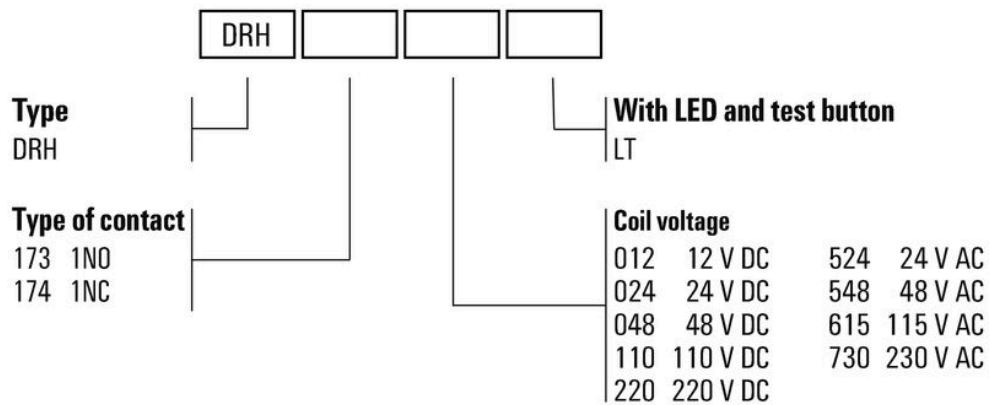 DRH
Type
DRH
With LED and test button
LT
Type of contact
173 1NO
174 1NC
Coil voltage
012 12 V DC 524 24 V AC
024 24 V DC 548 48 V AC
048 48 V DC 615 115 V AC
110 110 V DC 730 230 V AC
220 220 V DC